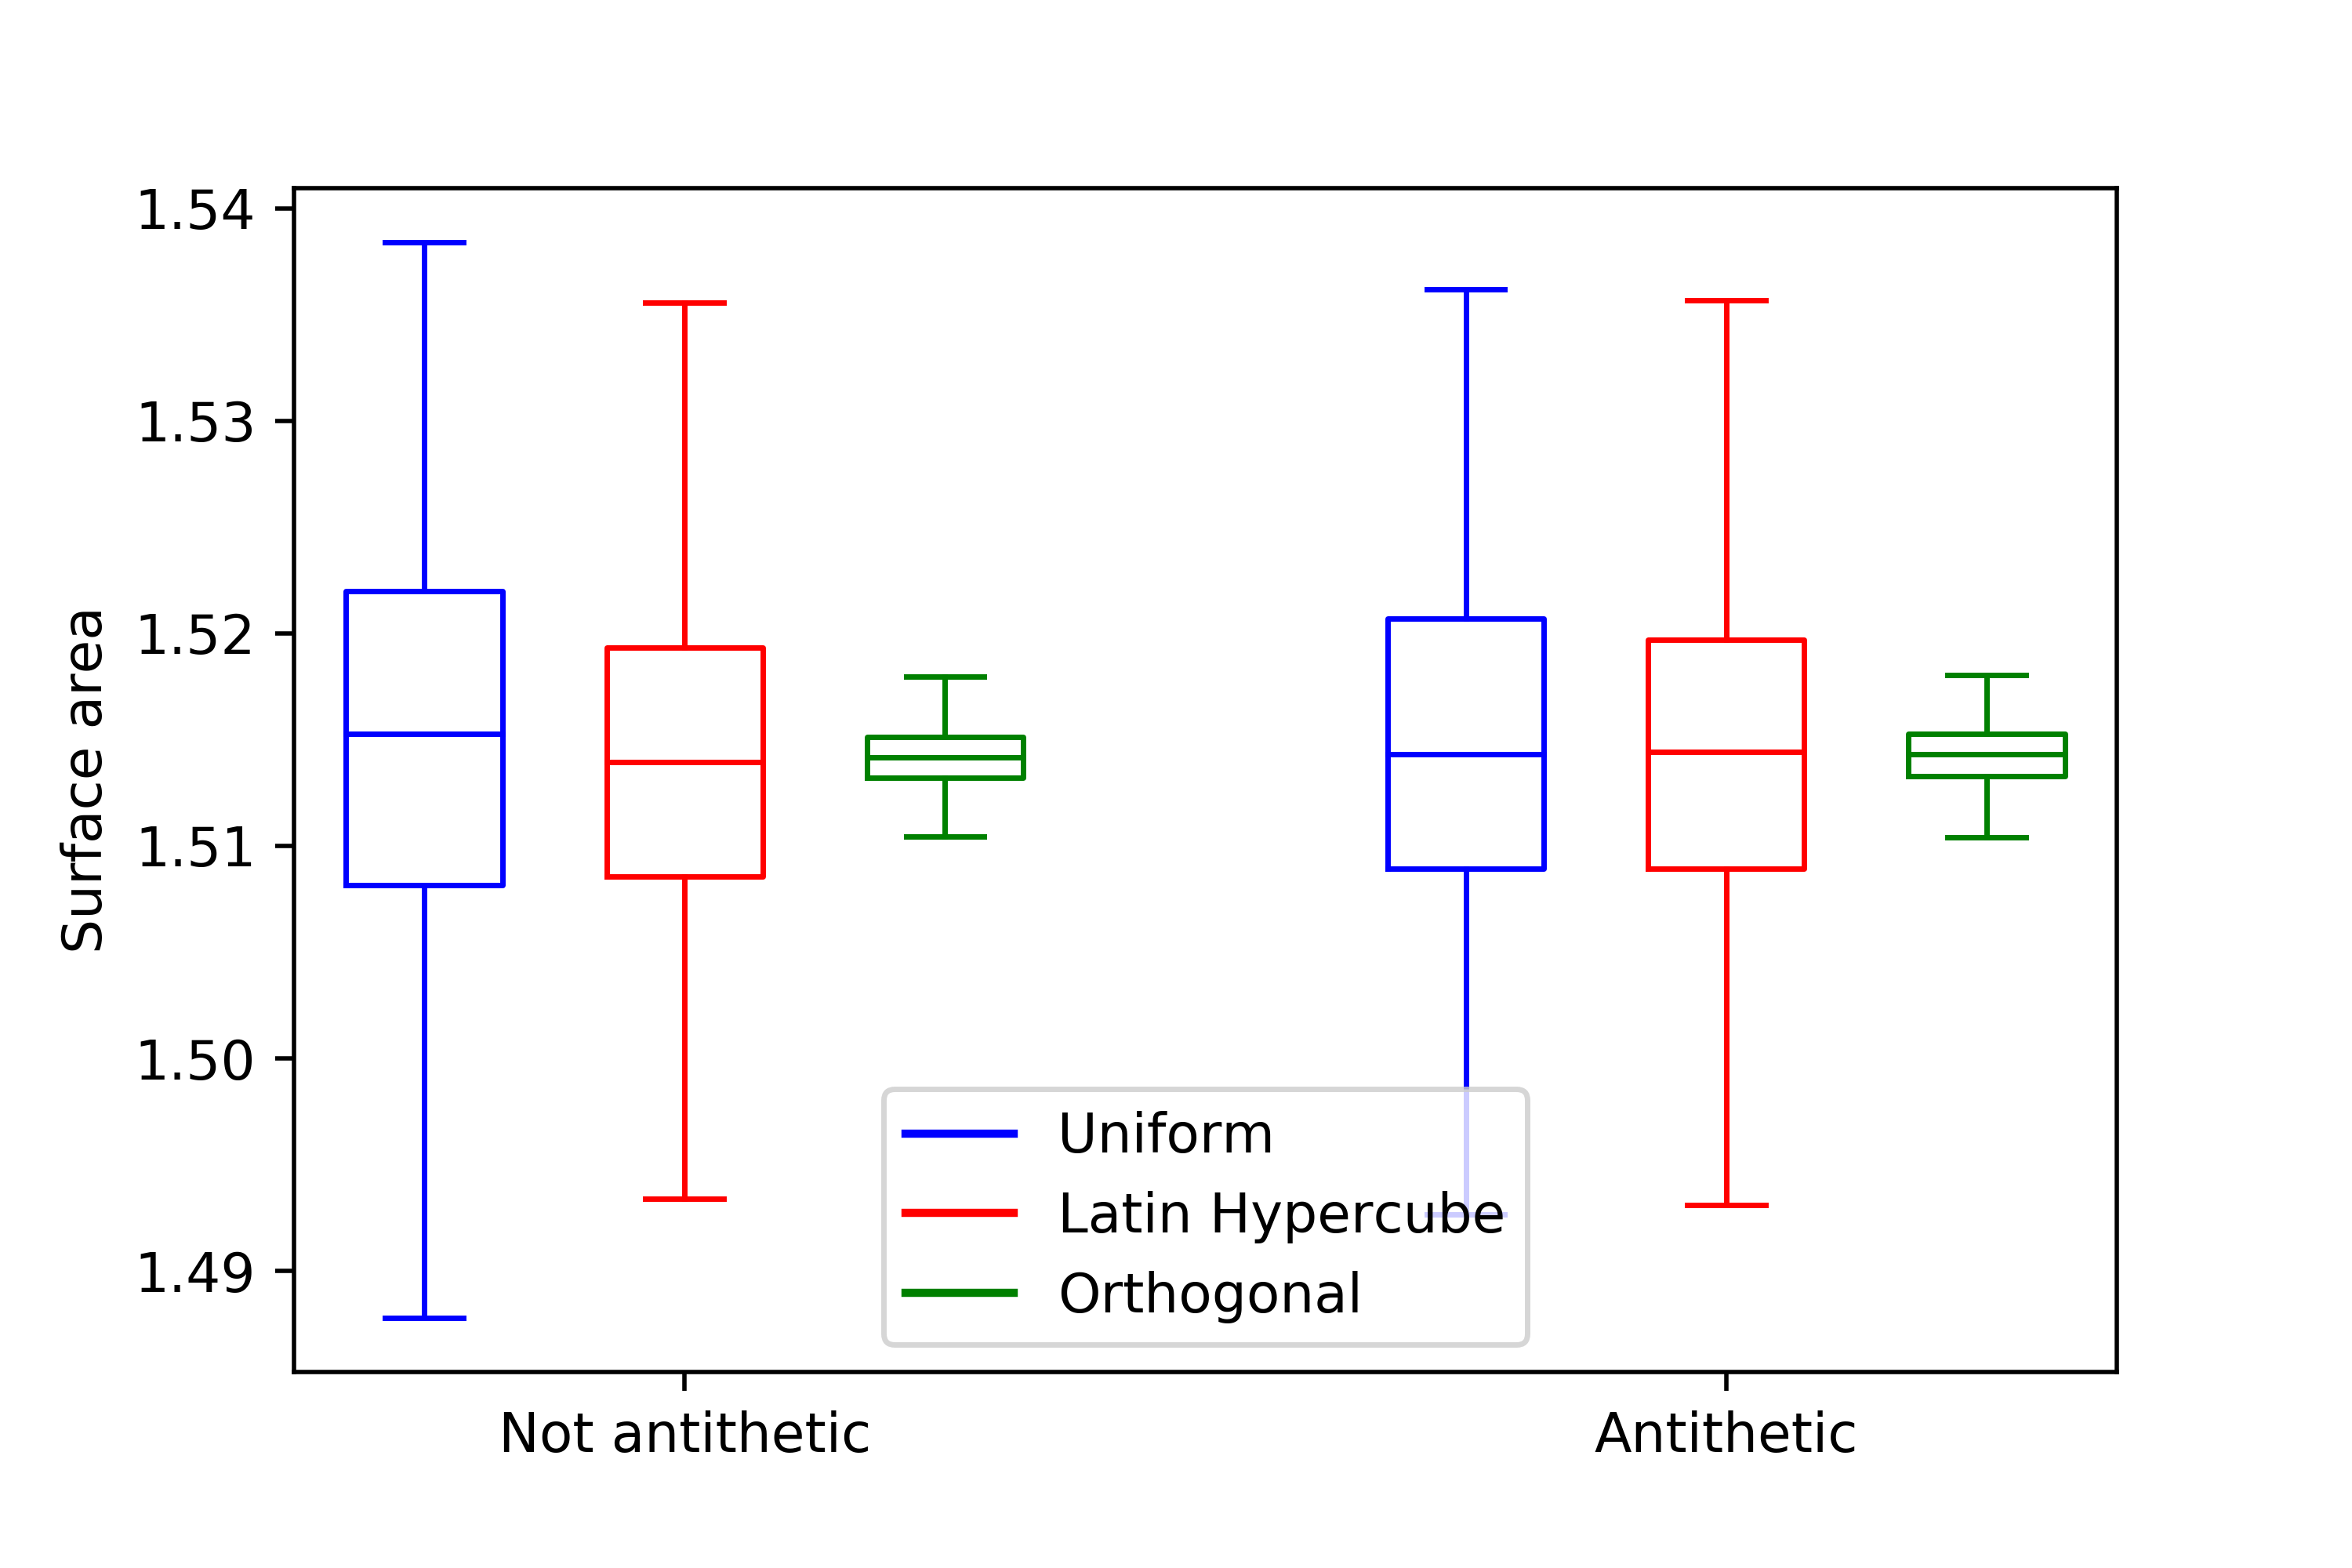 1.54
1.53
1.52
1.51
1.50
1.49
Surface area
Uniform
Latin Hypercube
Orthogonal
Not antithetic
Antithetic